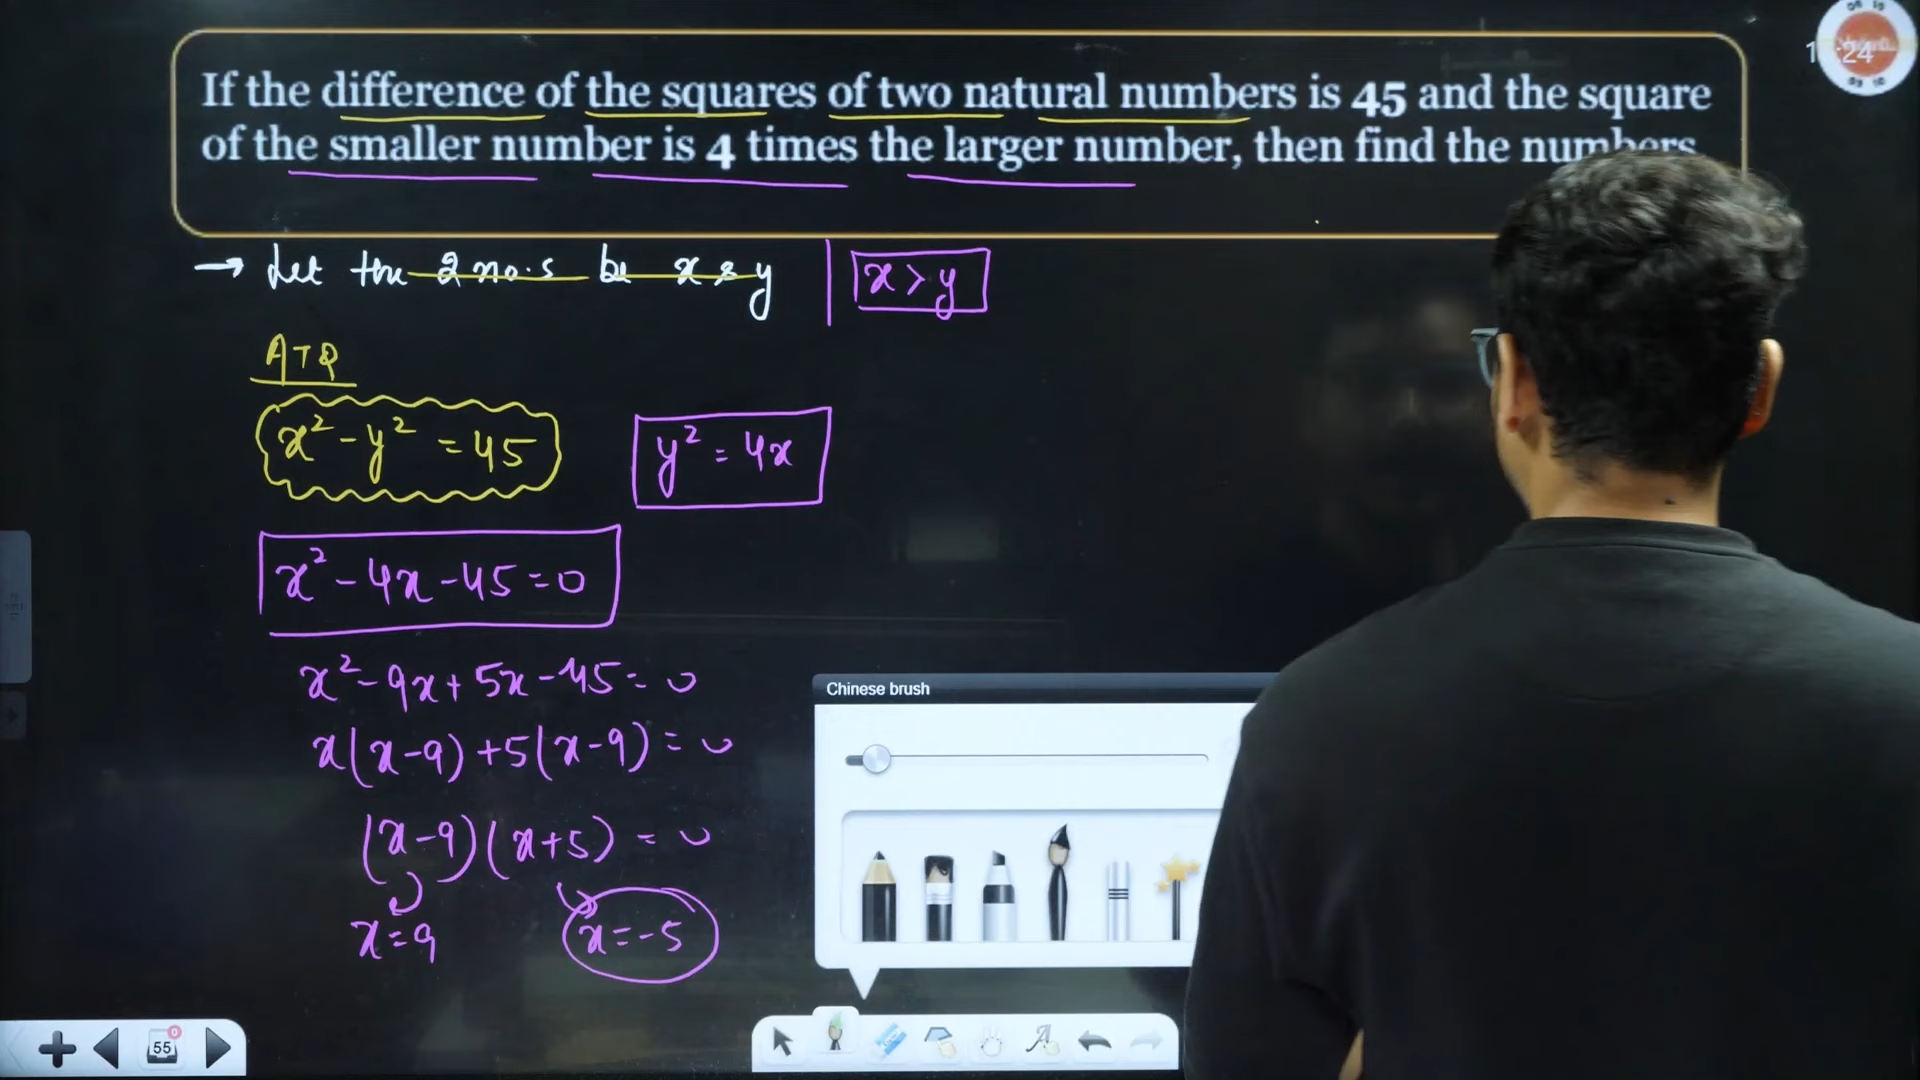 If the difference of the squares of two natural numbers is 45 and the square
of the smaller number is 4 times the larger number, then find the numbers
→ Let the 2 no.s be x & y | x > y
ATQ
x² - y² = 45
y² = 4x
x² - 4x - 45 = 0
x² - 9x + 5x - 45 = 0
x(x-9) + 5(x-9) = 0
(x-9)(x+5) = 0
x = 9
x = -5
Chinese brush
0
55